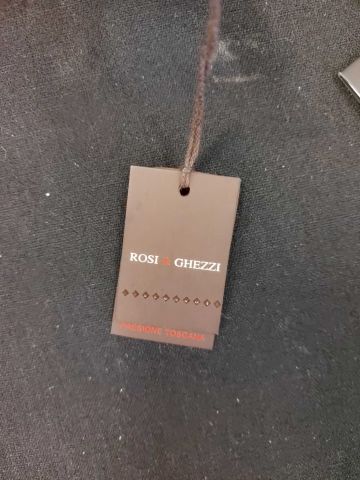 ROSI & GHEZZI
PASSIONE TOSCANA